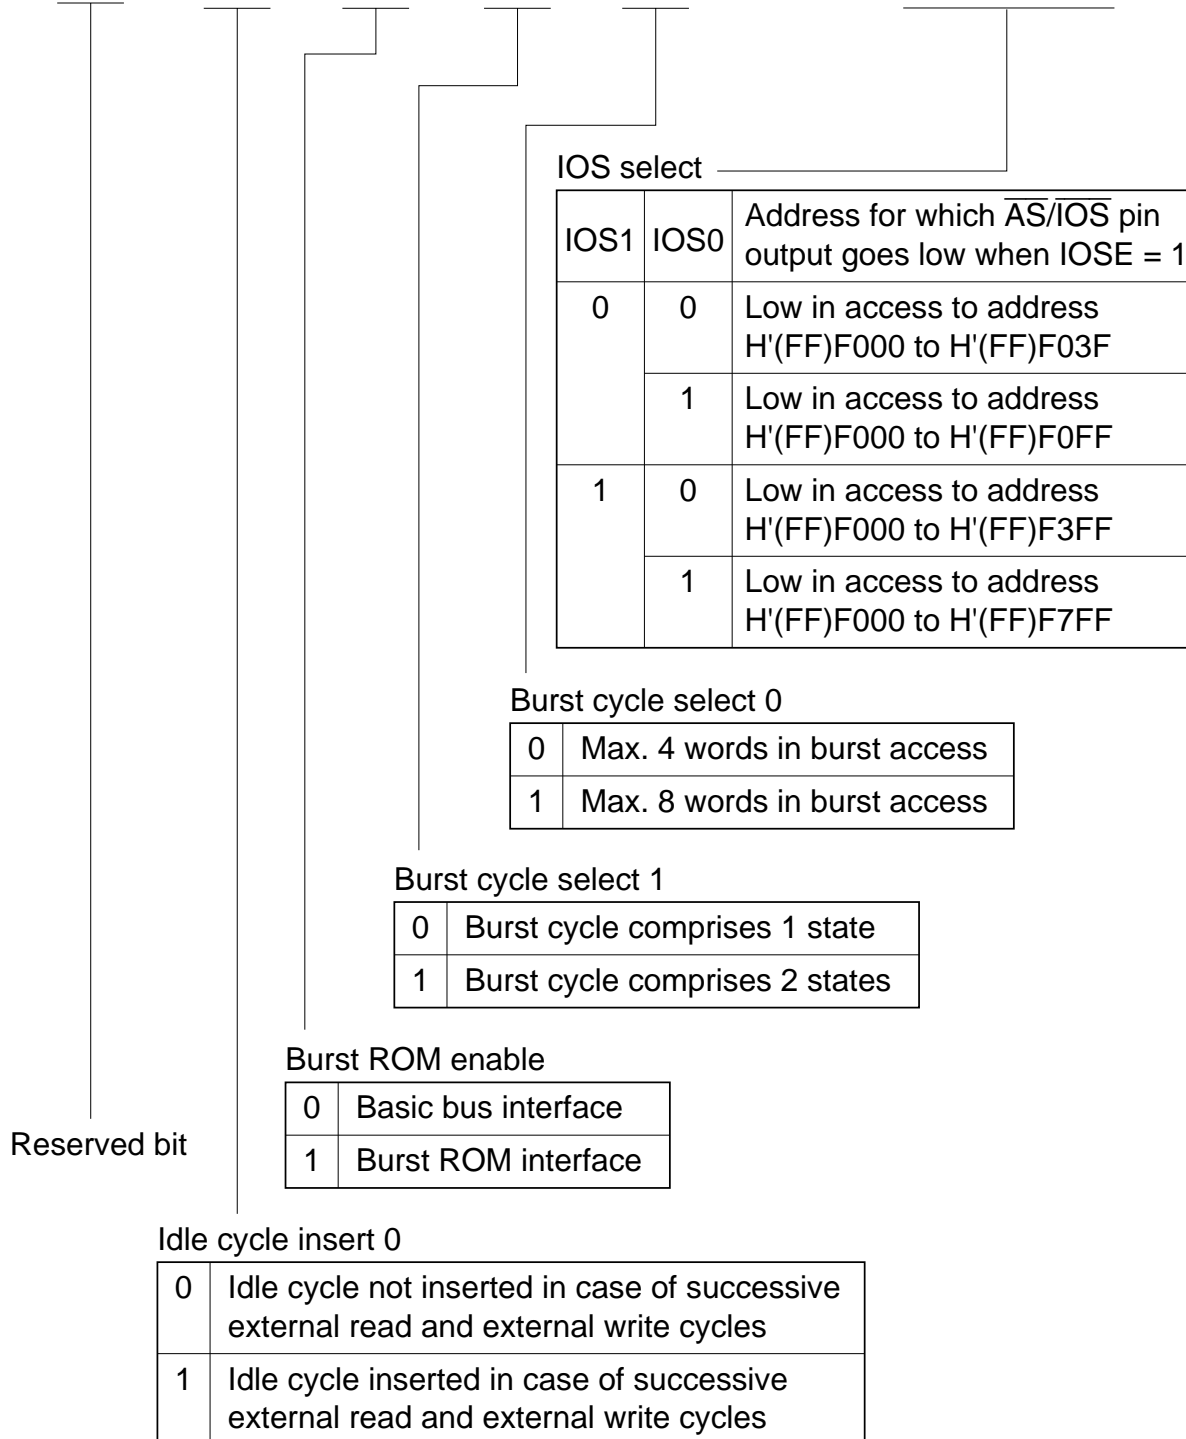 IOS select
IOS1 IOS0 Address for which AS/IOS pin
output goes low when IOSE = 1
0 0 Low in access to address
H'(FF)F000 to H'(FF)F03F
1 Low in access to address
H'(FF)F000 to H'(FF)F0FF
1 0 Low in access to address
H'(FF)F000 to H'(FF)F3FF
1 Low in access to address
H'(FF)F000 to H'(FF)F7FF
Burst cycle select 0
0 Max. 4 words in burst access
1 Max. 8 words in burst access
Burst cycle select 1
0 Burst cycle comprises 1 state
1 Burst cycle comprises 2 states
Burst ROM enable
0 Basic bus interface
1 Burst ROM interface
Reserved bit
Idle cycle insert 0
0 Idle cycle not inserted in case of successive
external read and external write cycles
1 Idle cycle inserted in case of successive
external read and external write cycles